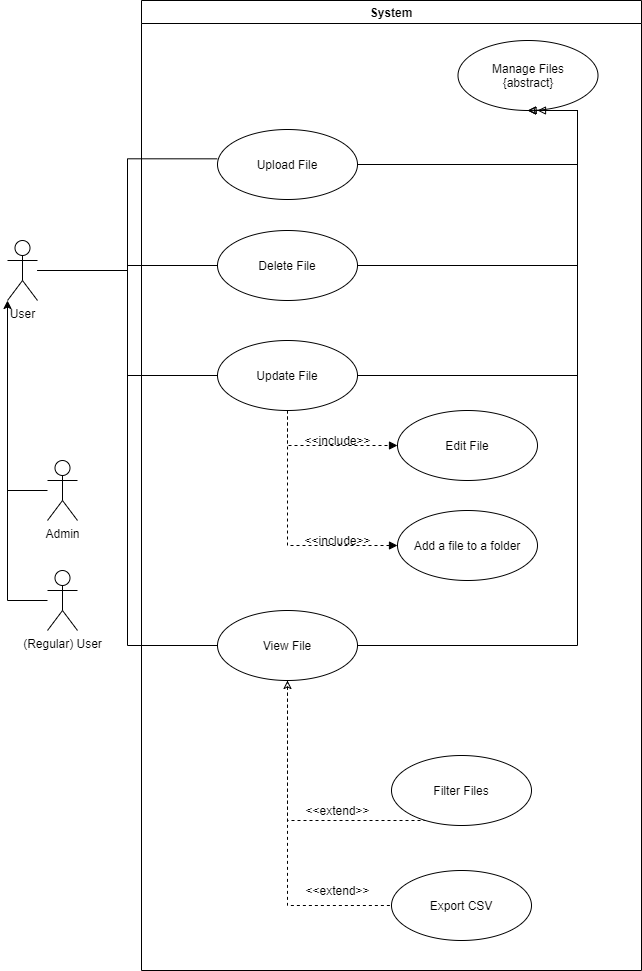 System
Manage Files
{abstract}
Upload File
Delete File
User
Update File
<<include>>
Edit File
Admin
<<include>>
Add a file to a folder
(Regular) User
View File
Filter Files
<<extend>>
<<extend>>
Export CSV